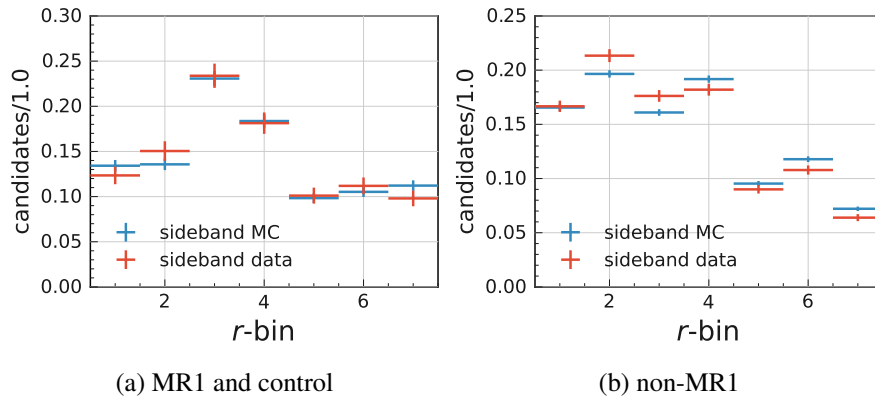 0.30
0.25
0.20
0.15
0.10
0.05
0.00
candidates/1.0
sideband MC
sideband data
2 4 6
r-bin
(a) MR1 and control
0.25
0.20
0.15
0.10
0.05
0.00
candidates/1.0
sideband MC
sideband data
2 4 6
r-bin
(b) non-MR1